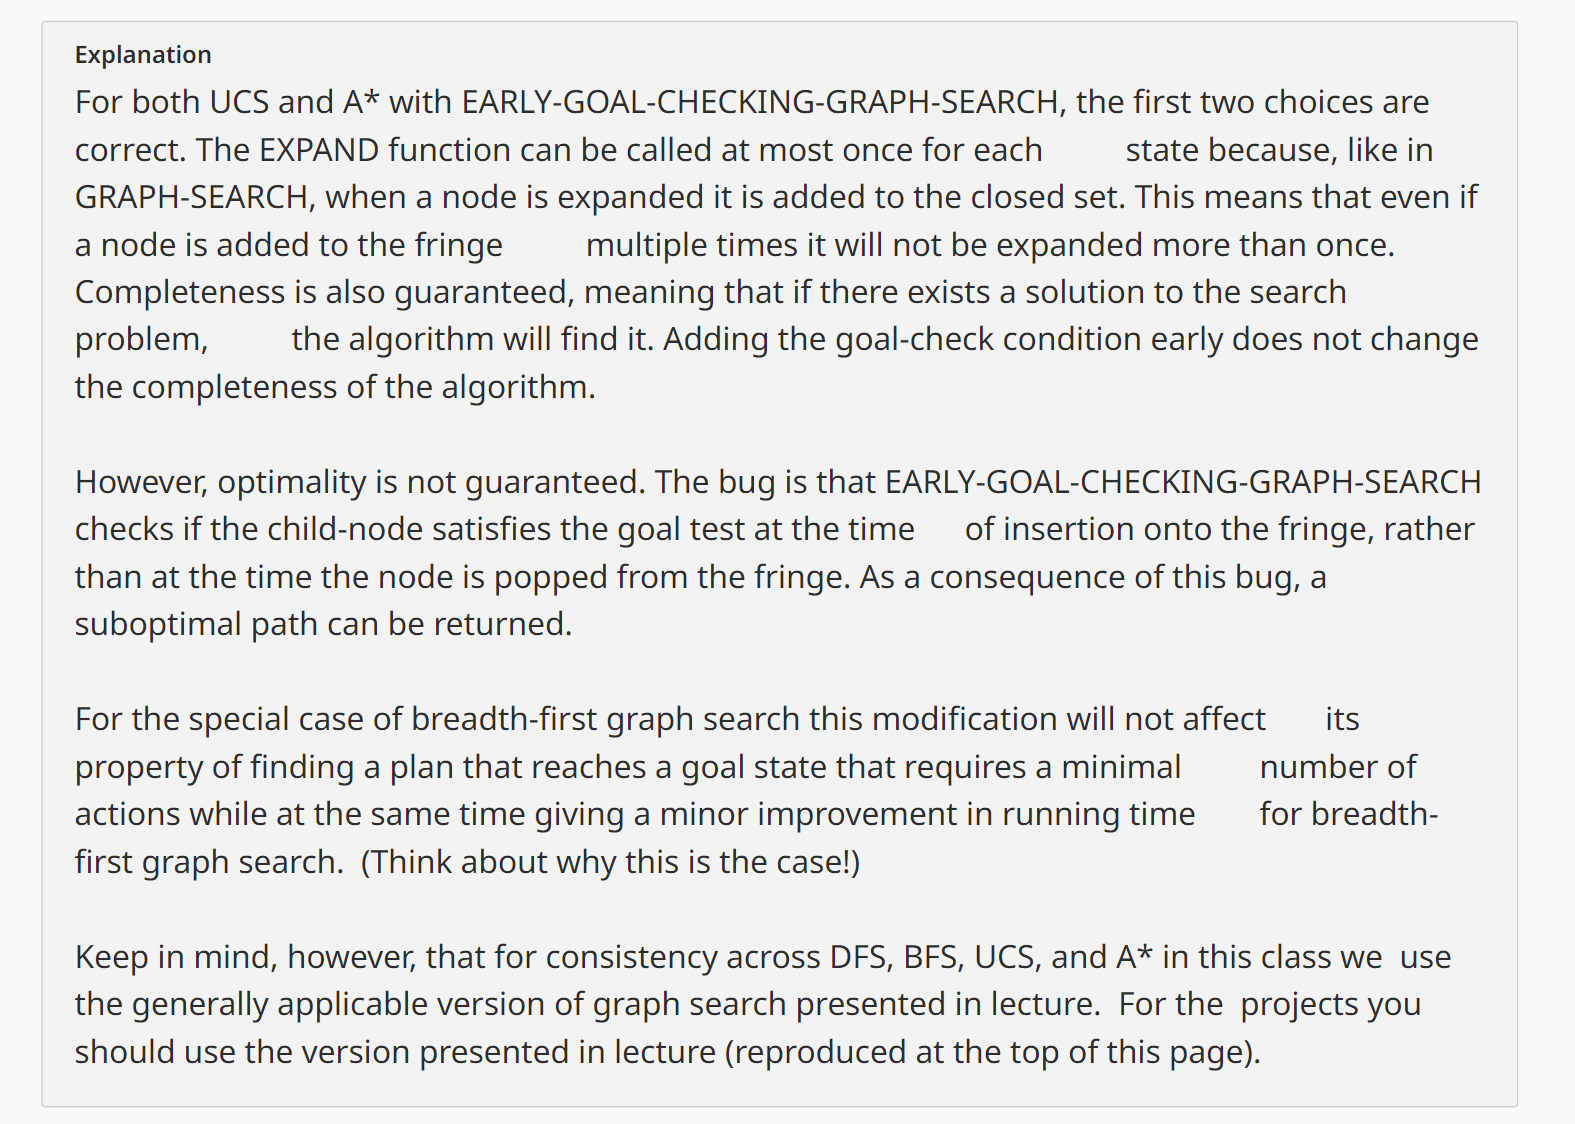 Explanation
For both UCS and A* with EARLY-GOAL-CHECKING-GRAPH-SEARCH, the first two choices are
correct. The EXPAND function can be called at most once for each state because, like in
GRAPH-SEARCH, when a node is expanded it is added to the closed set. This means that even if
a node is added to the fringe multiple times it will not be expanded more than once.
Completeness is also guaranteed, meaning that if there exists a solution to the search
problem, the algorithm will find it. Adding the goal-check condition early does not change
the completeness of the algorithm.
However, optimality is not guaranteed. The bug is that EARLY-GOAL-CHECKING-GRAPH-SEARCH
checks if the child-node satisfies the goal test at the time of insertion onto the fringe, rather
than at the time the node is popped from the fringe. As a consequence of this bug, a
suboptimal path can be returned.
For the special case of breadth-first graph search this modification will not affect its
property of finding a plan that reaches a goal state that requires a minimal number of
actions while at the same time giving a minor improvement in running time for breadth-
first graph search. (Think about why this is the case!)
Keep in mind, however, that for consistency across DFS, BFS, UCS, and A* in this class we use
the generally applicable version of graph search presented in lecture. For the projects you
should use the version presented in lecture (reproduced at the top of this page).